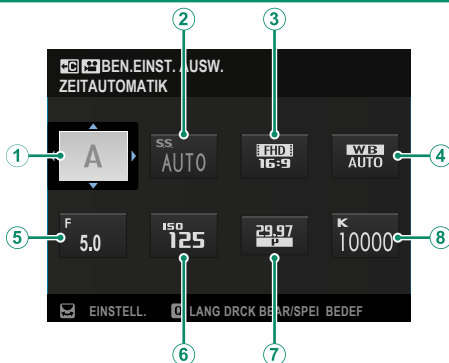 2
3
C BEN.EINST. AUSW.
ZEITAUTOMATIK
1
A
S.S.
AUTO
FHD
16:9
WB
AUTO
4
5
F
5.0
ISO
125
29.97
P
K
10000
8
EINSTELL.
Q LANG DRCK BEAR/SPEI BEDEF
6
7